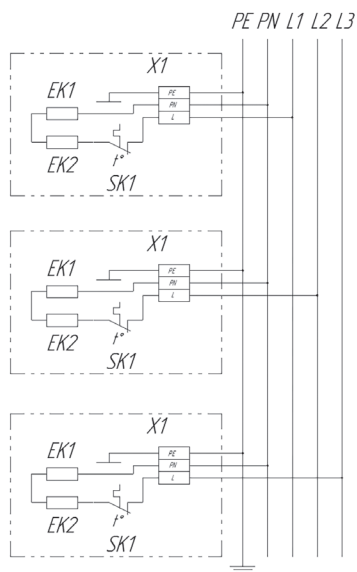 PE PN L1 L2 L3
X1
EK1
PE
PN
L
EK2
t°
SK1
X1
EK1
PE
PN
L
EK2
t°
SK1
X1
EK1
PE
PN
L
EK2
t°
SK1